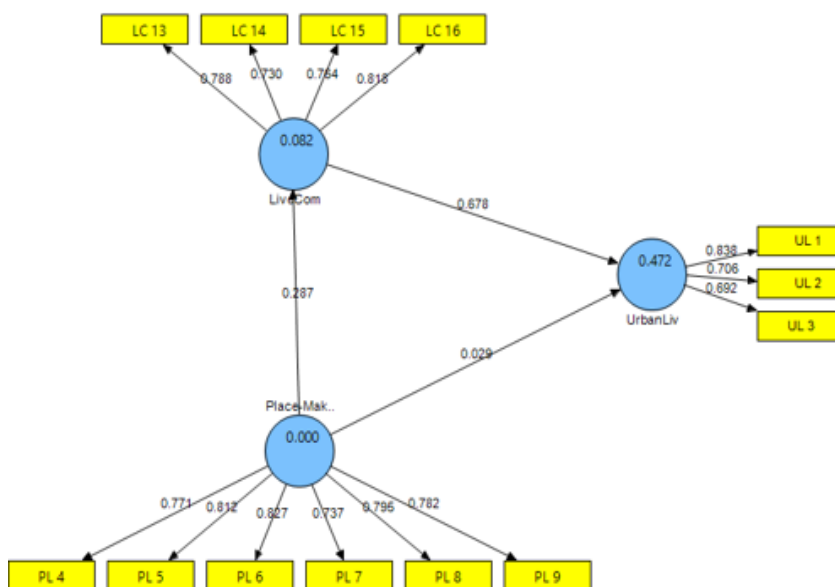 LC 13 LC 14 LC 15 LC 16
0.788 0.730 0.784 0.818
0.082
LiveCom
0.678
UL 1
0.838
0.472
0.706
UL 2
0.692
UL 3
UrbanLiv
0.287
0.029
Place-Mak..
0.000
0.771 0.812 0.827 0.737 0.795 0.782
PL 4 PL 5 PL 6 PL 7 PL 8 PL 9